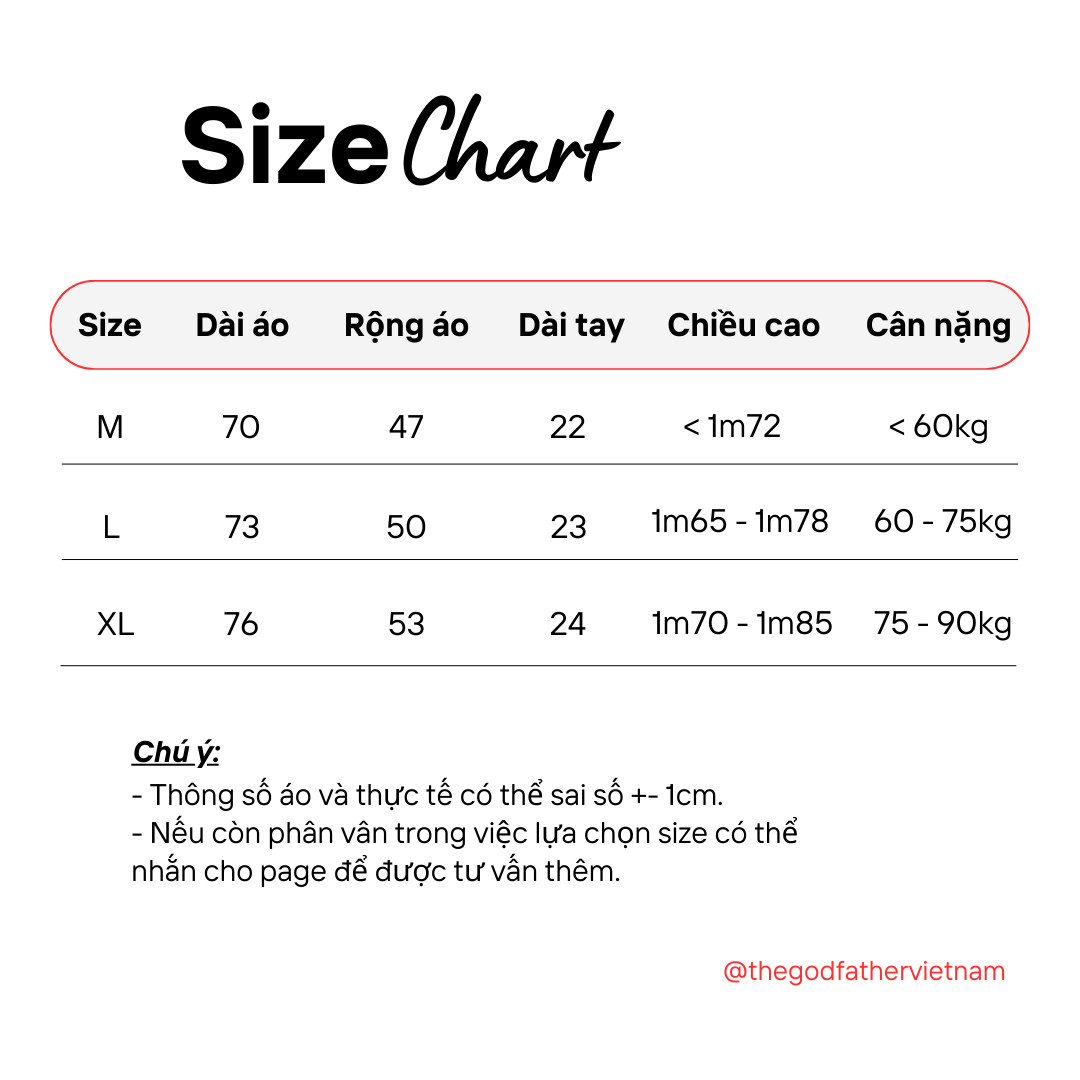 Size Chart
Size Dài áo Rộng áo Dài tay Chiều cao Cân nặng
M 70 47 22 < 1m72 < 60kg
L 73 50 23 1m65 - 1m78 60 - 75kg
XL 76 53 24 1m70 - 1m85 75 - 90kg
Chú ý:
- Thông số áo và thực tế có thể sai số +- 1cm.
- Nếu còn phân vân trong việc lựa chọn size có thể
nhắn cho page để được tư vấn thêm.
@thegodfathervietnam